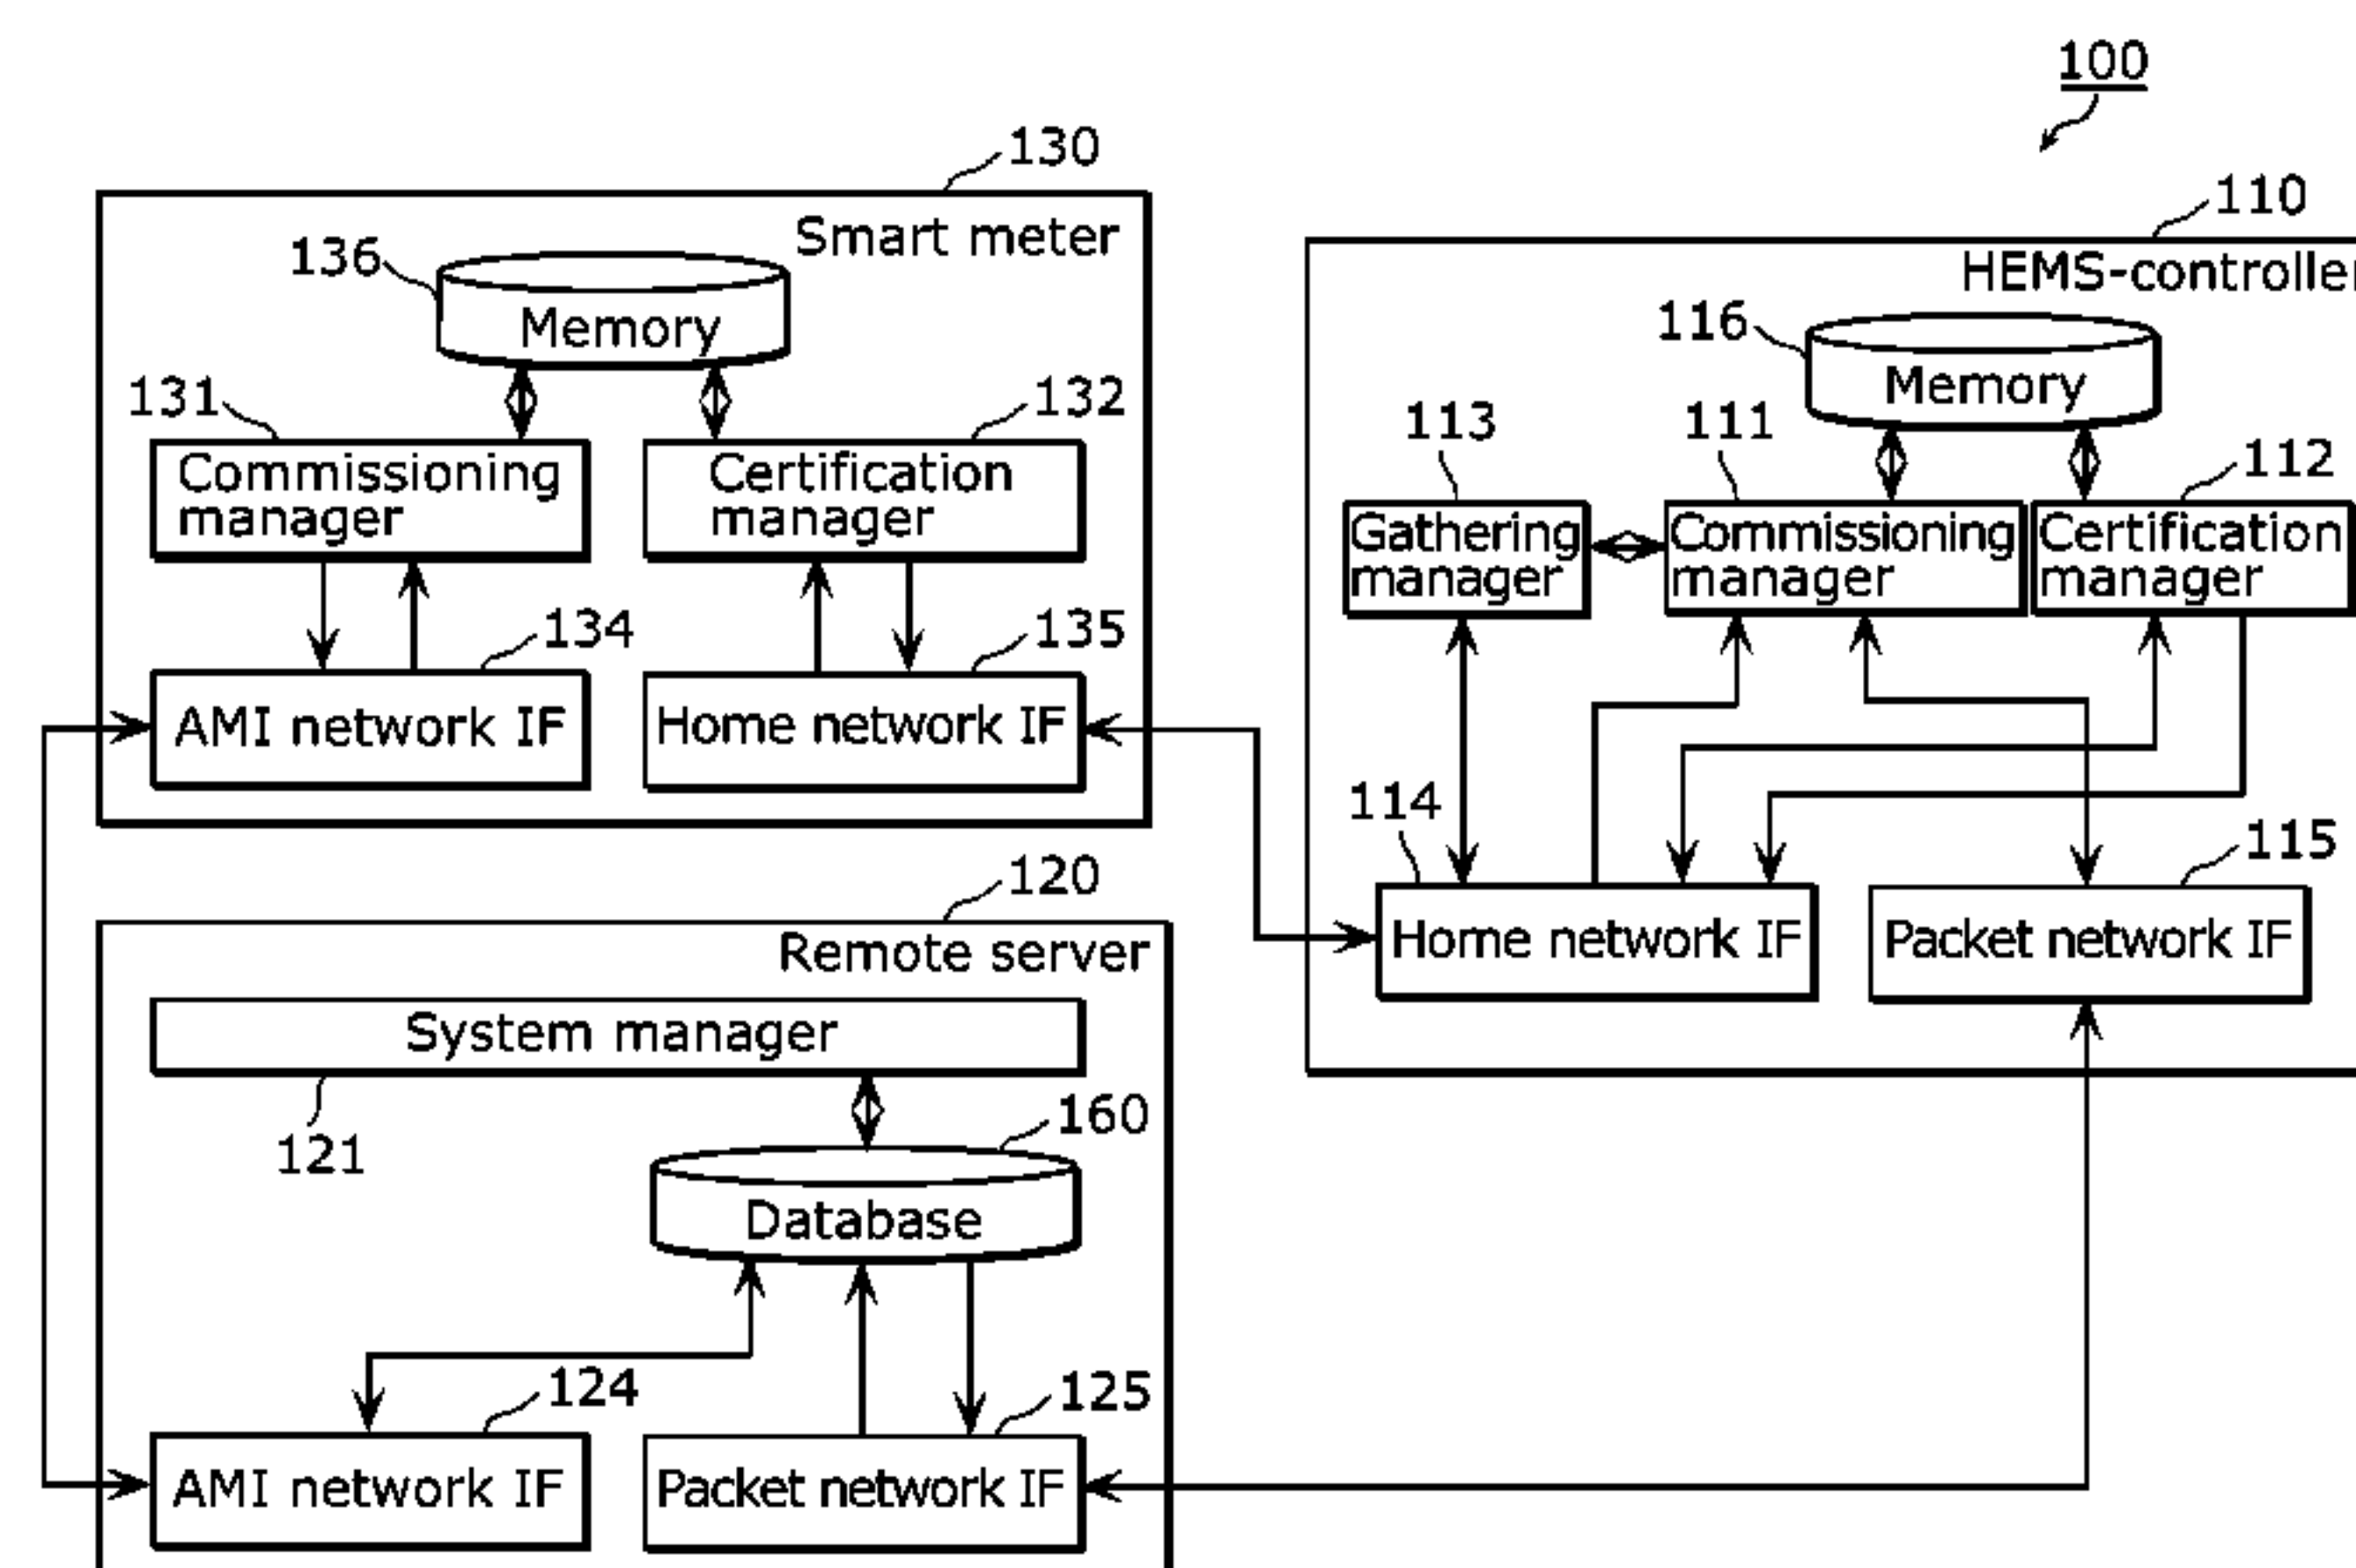 100
130
Smart meter
136
Memory
131
132
Commissioning
manager
Certification
manager
134
135
AMI network IF
Home network IF
110
HEMS-controller
116
Memory
113
111
112
Gathering
manager
Commissioning
manager
Certification
manager
114
115
Home network IF
Packet network IF
120
Remote server
System manager
121
160
Database
124
125
AMI network IF
Packet network IF